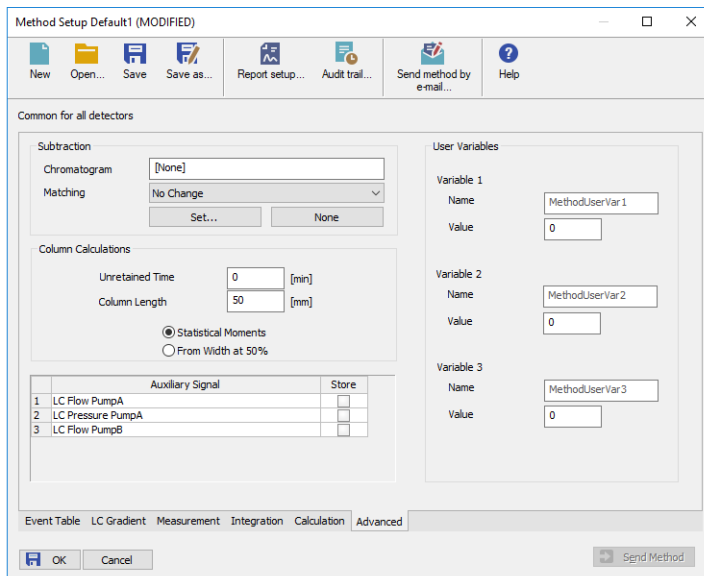 Method Setup Default1 (MODIFIED)
New
Open...
Save
Save as...
Report setup...
Audit trail...
Send method by
e-mail...
Help
Common for all detectors
Subtraction
Chromatogram
[None]
Matching
No Change
Set...
None
Column Calculations
Unretained Time
0
[min]
Column Length
50
[mm]
Statistical Moments
From Width at 50%
Auxiliary Signal
Store
1 LC Flow PumpA
2 LC Pressure PumpA
3 LC Flow PumpB
User Variables
Variable 1
Name
MethodUserVar1
Value
0
Variable 2
Name
MethodUserVar2
Value
0
Variable 3
Name
MethodUserVar3
Value
0
Event Table
LC Gradient
Measurement
Integration
Calculation
Advanced
OK
Cancel
Send Method